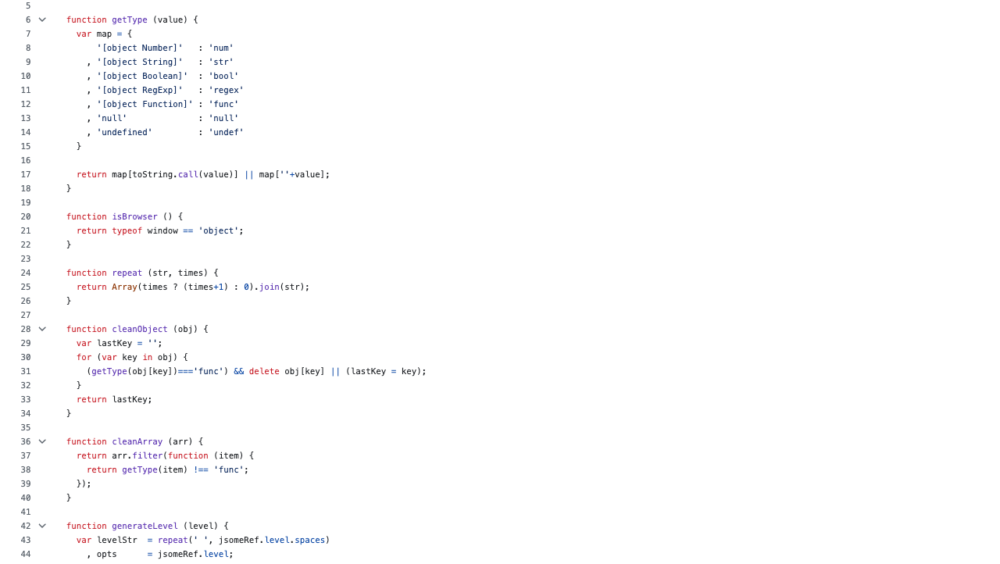 5
6 function getType (value) {
7 var map = {
8 '[object Number]' : 'num'
9 , '[object String]' : 'str'
10 , '[object Boolean]' : 'bool'
11 , '[object RegExp]' : 'regex'
12 , '[object Function]' : 'func'
13 , 'null' : 'null'
14 , 'undefined' : 'undef'
15 }
16
17 return map[toString.call(value)] || map[''+value];
18 }
19
20 function isBrowser () {
21 return typeof window == 'object';
22 }
23
24 function repeat (str, times) {
25 return Array(times ? (times+1) : 0).join(str);
26 }
27
28 function cleanObject (obj) {
29 var lastKey = '';
30 for (var key in obj) {
31 (getType(obj[key])==='func') && delete obj[key] || (lastKey = key);
32 }
33 return lastKey;
34 }
35
36 function cleanArray (arr) {
37 return arr.filter(function (item) {
38 return getType(item) !== 'func';
39 });
40 }
41
42 function generateLevel (level) {
43 var levelStr = repeat(' ', jsomeRef.level.spaces)
44 , opts = jsomeRef.level;